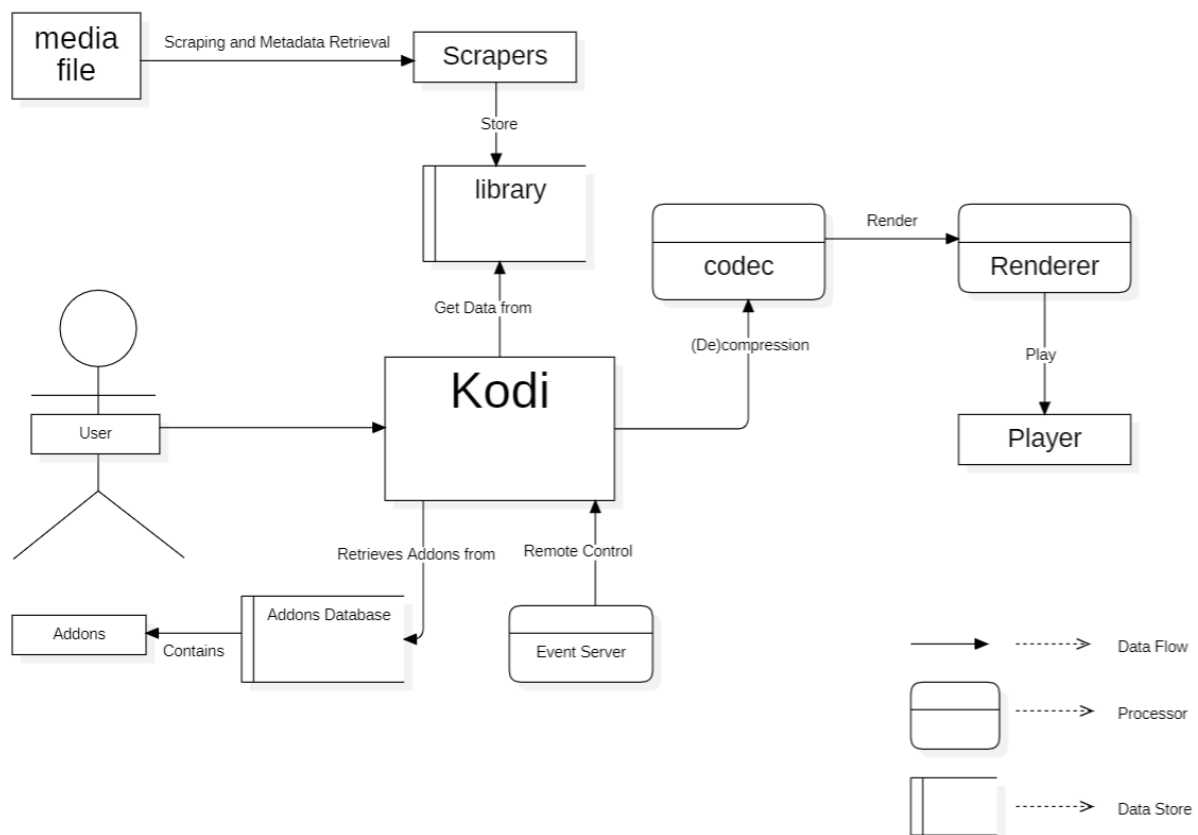 media
file
Scraping and Metadata Retrieval
Scrapers
Store
library
codec
Render
Renderer
Get Data from
(De)compression
Play
Kodi
User
Player
Retrieves Addons from
Remote Control
Addons
Contains
Addons Database
Event Server
Data Flow
Processor
Data Store